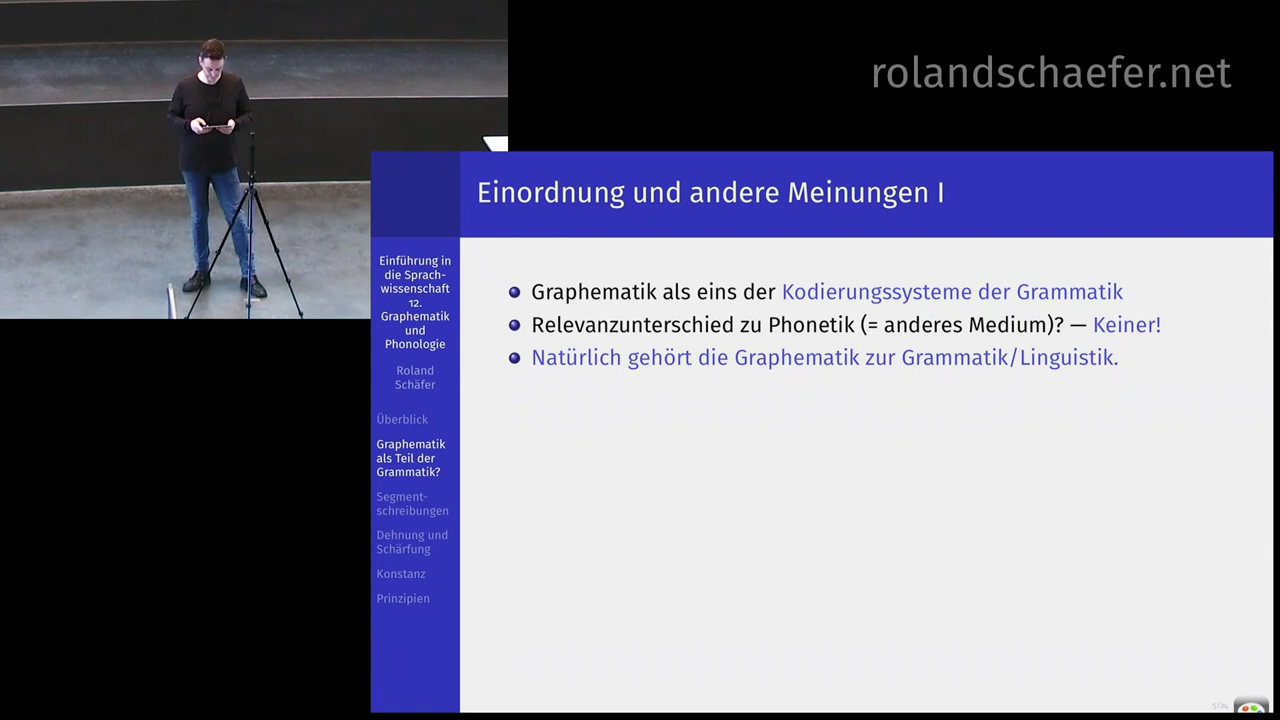 rolandschaefer.net
Einordnung und andere Meinungen I
Einführung in
die Sprach-
wissenschaft
12.
Graphematik
und
Phonologie
Roland
Schäfer
Überblick
Graphematik
als Teil der
Grammatik?
Segment-
schreibungen
Dehnung und
Schärfung
Konstanz
Prinzipien
Graphematik als eins der Kodierungssysteme der Grammatik
Relevanzunterschied zu Phonetik (= anderes Medium)? — Keiner!
Natürlich gehört die Graphematik zur Grammatik/Linguistik.
5/24